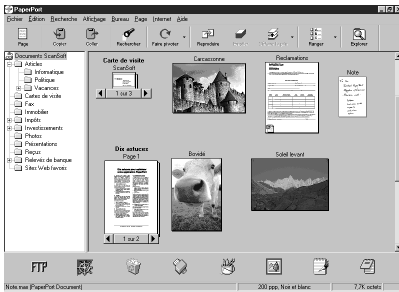 PaperPort
Fichier Édition Recherche Affichage Bureau Page Internet Aide
Page Copier Coller Rechercher Faire pivoter Reproduire Ranger Explorer
Documents ScanSoft
Articles
Informatique
Politique
Vacances
Cartes de visite
Fax
Immobilier
Impôts
Investissements
Photos
Présentations
Reçus
Relevés de banque
Sites Web favoris
Carte de visite
ScanSoft
1 sur 3
Carcassonne
Réclamations
Note
Dix astuces
Page 1
1 sur 2
Bovidé
Soleil levant
FTP
Note.max (PaperPort Document)
200 ppp, Noir et blanc
7,7K octets